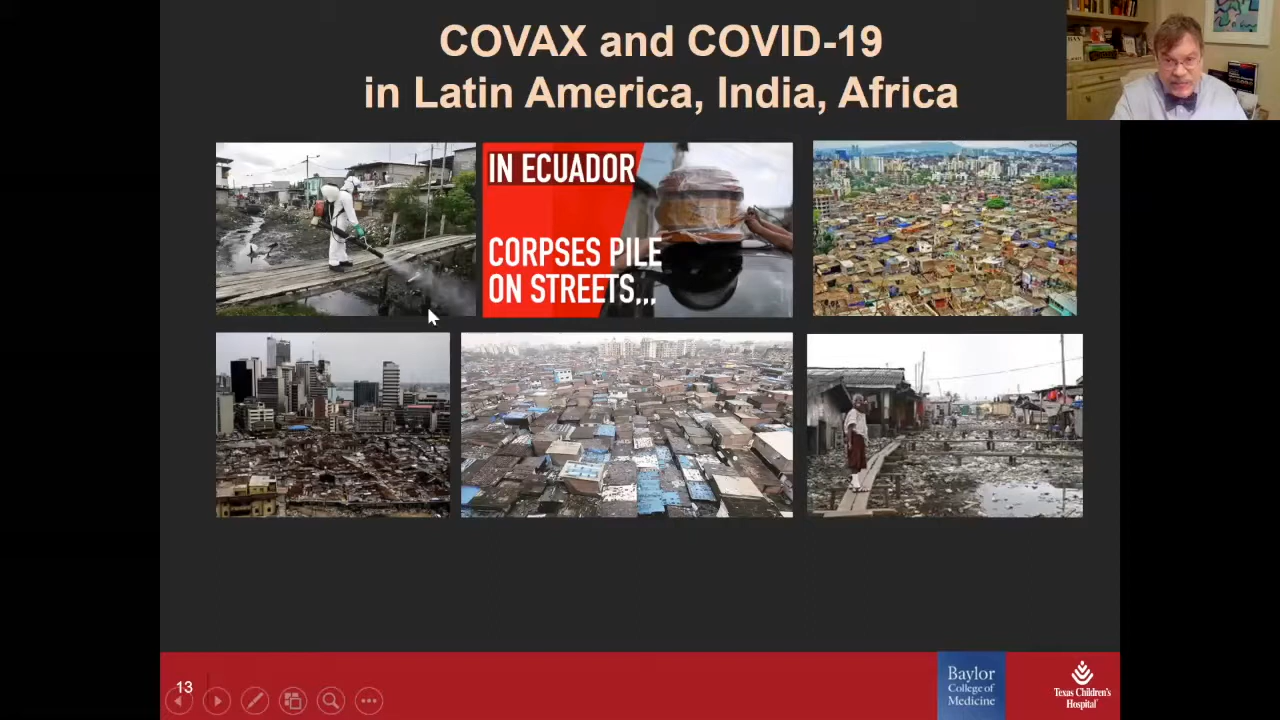 COVAX and COVID-19
in Latin America, India, Africa
IN ECUADOR
CORPSES PILE
ON STREETS,,,
13
Baylor
College of
Medicine
Texas Children's
Hospital